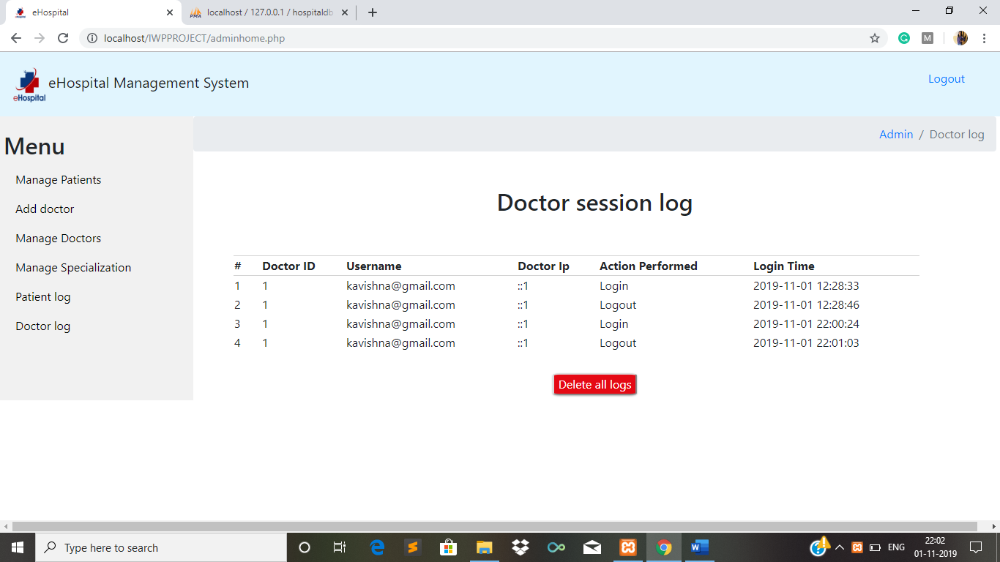 eHospital
PMA localhost / 127.0.0.1 / hospitaldb
localhost/IWPPROJECT/adminhome.php
M
eHospital
eHospital Management System
Logout
Menu
Manage Patients
Add doctor
Manage Doctors
Manage Specialization
Patient log
Doctor log
Admin / Doctor log
Doctor session log
# Doctor ID Username Doctor Ip Action Performed Login Time
1 1 kavishna@gmail.com ::1 Login 2019-11-01 12:28:33
2 1 kavishna@gmail.com ::1 Logout 2019-11-01 12:28:46
3 1 kavishna@gmail.com ::1 Login 2019-11-01 22:00:24
4 1 kavishna@gmail.com ::1 Logout 2019-11-01 22:01:03
Delete all logs
Type here to search
ENG
22:02
01-11-2019